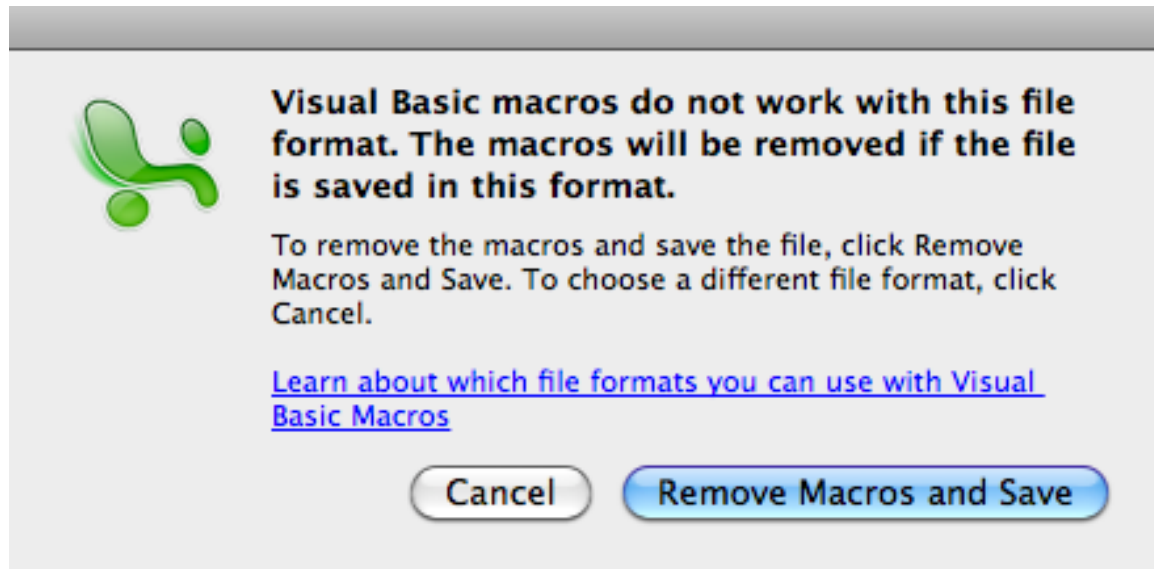 Visual Basic macros do not work with this file
format. The macros will be removed if the file
is saved in this format.
To remove the macros and save the file, click Remove
Macros and Save. To choose a different file format, click
Cancel.
Learn about which file formats you can use with Visual
Basic Macros
Cancel
Remove Macros and Save